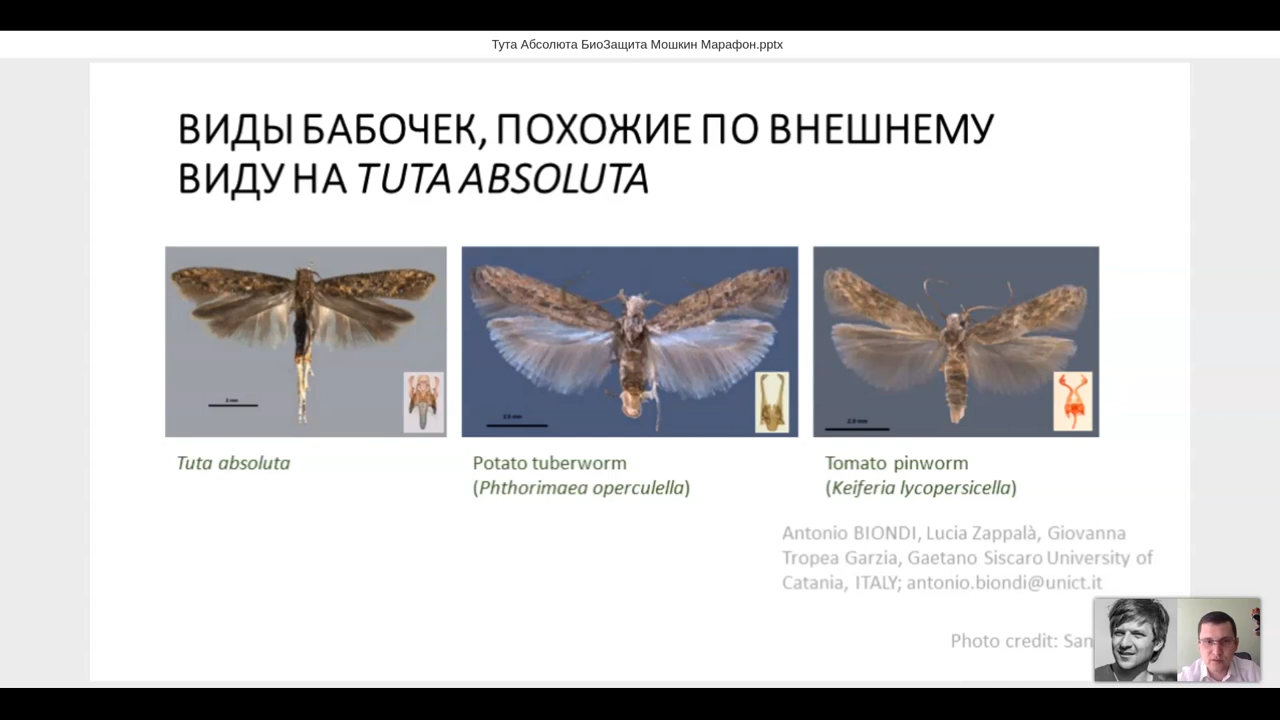 Тута Абсолюта БиоЗащита Мошкин Марафон.pptx
ВИДЫ БАБОЧЕК, ПОХОЖИЕ ПО ВНЕШНЕМУ
ВИДУ НА TUTA ABSOLUTA
Tuta absoluta
Potato tuberworm
(Phthorimaea operculella)
Tomato pinworm
(Keiferia lycopersicella)
Antonio BIONDI, Lucia Zappalà, Giovanna
Tropea Garzia, Gaetano Siscaro University of
Catania, ITALY; antonio.biondi@unict.it
Photo credit: